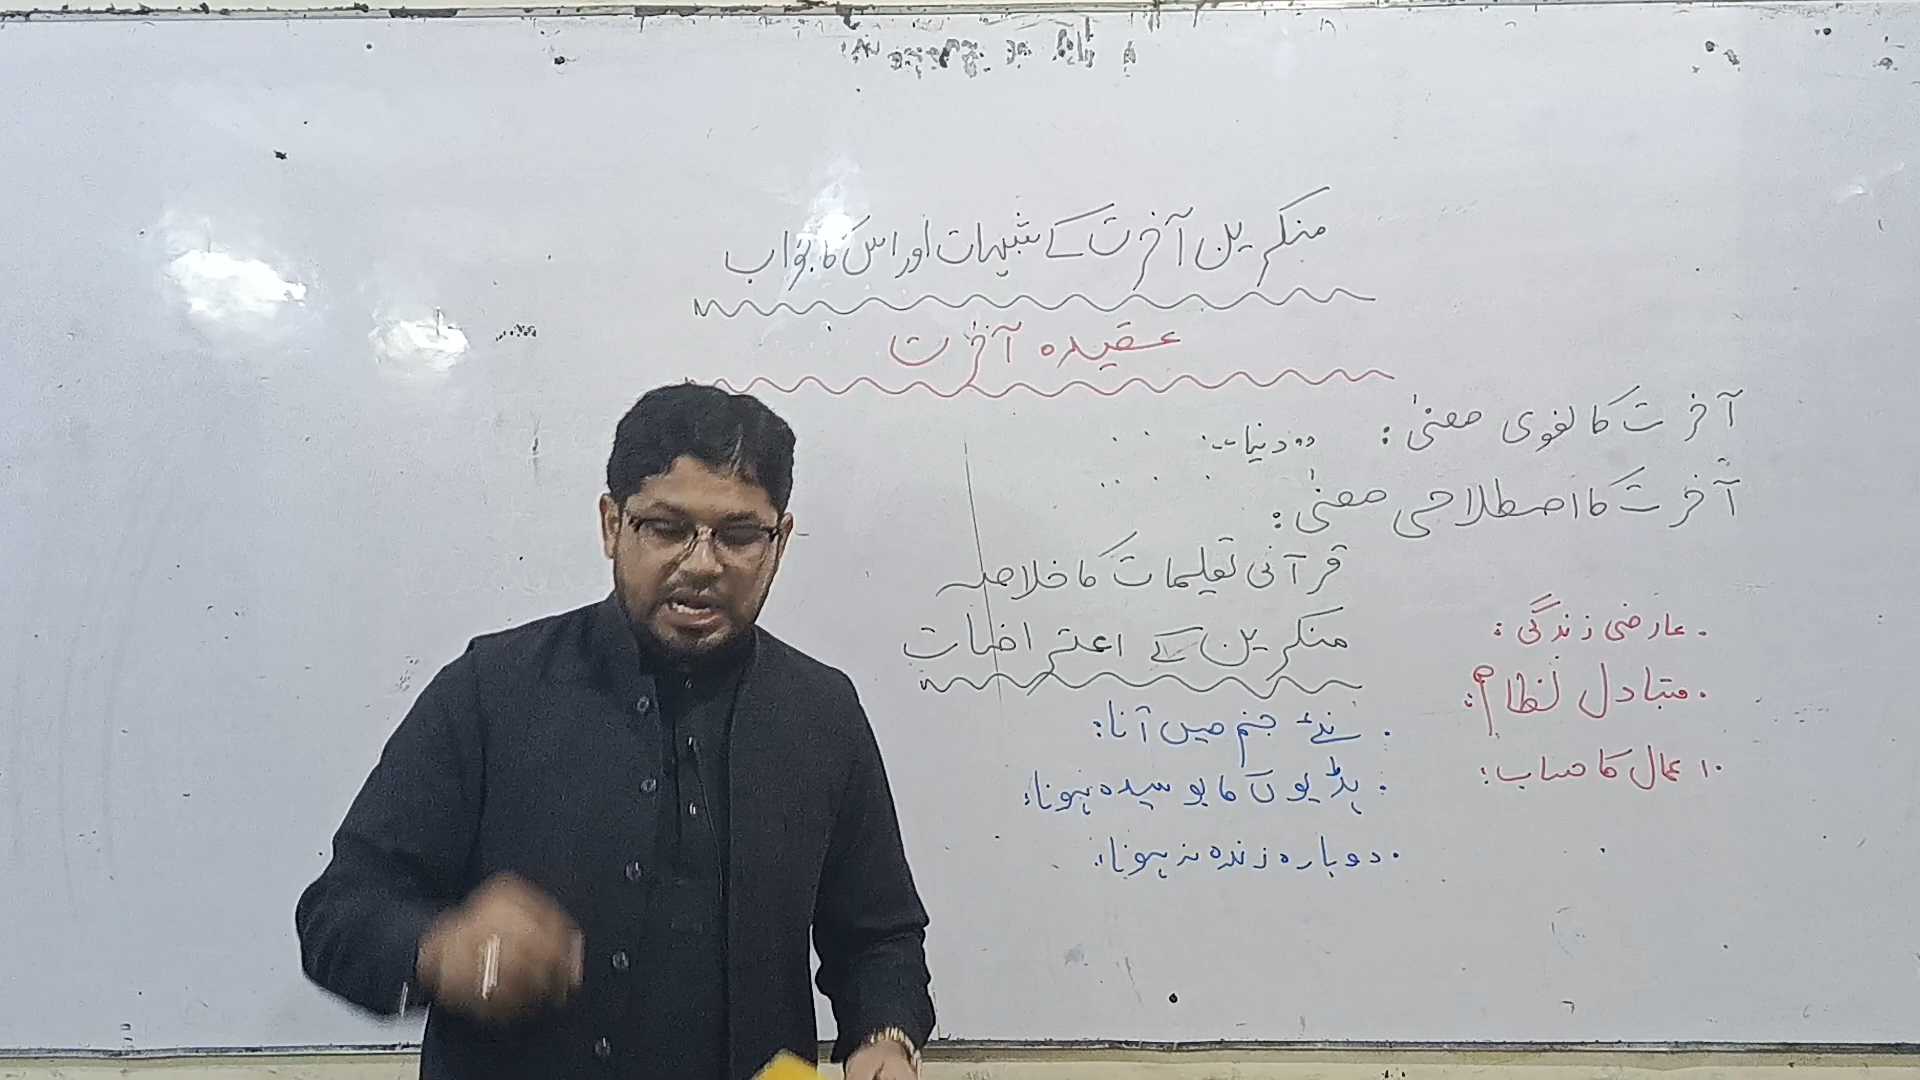 منکرین آخرت کے شبہات اور اس کا جواب
عقیدہ آخرت
آخرت کا لغوی معنیٰ:
آخرت کا اصطلاحی معنیٰ:
قرآنی تعلیمات کا خلاصہ
. عارضی زندگی:
. متبادل نظام:
. اعمال کا حساب:
منکرین کے اعتراضات
. نئے جنم میں آنا:
. ہڈیوں کا بوسیدہ ہونا:
. دوبارہ زندہ نہ ہونا: